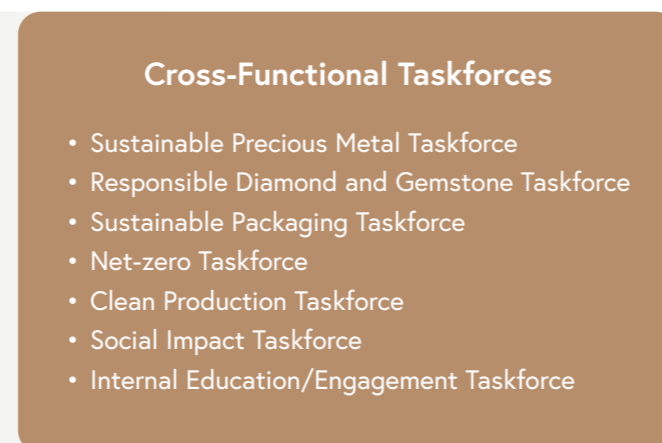 Cross-Functional Taskforces
• Sustainable Precious Metal Taskforce
• Responsible Diamond and Gemstone Taskforce
• Sustainable Packaging Taskforce
• Net-zero Taskforce
• Clean Production Taskforce
• Social Impact Taskforce
• Internal Education/Engagement Taskforce